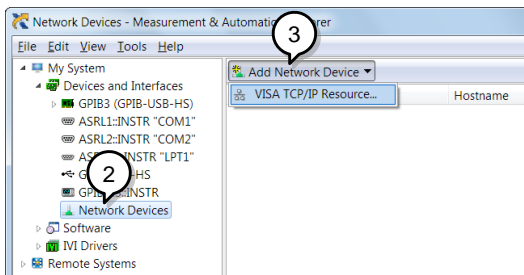 Network Devices - Measurement & Automation Explorer
File Edit View Tools Help
3
My System
Add Network Device
Devices and Interfaces
VISA TCP/IP Resource...
Hostname
GPIB3 (GPIB-USB-HS)
ASRL1::INSTR "COM1"
ASRL2::INSTR "COM2"
INSTR "LPT1"
2
HS
INSTR
Network Devices
Software
IVI Drivers
Remote Systems